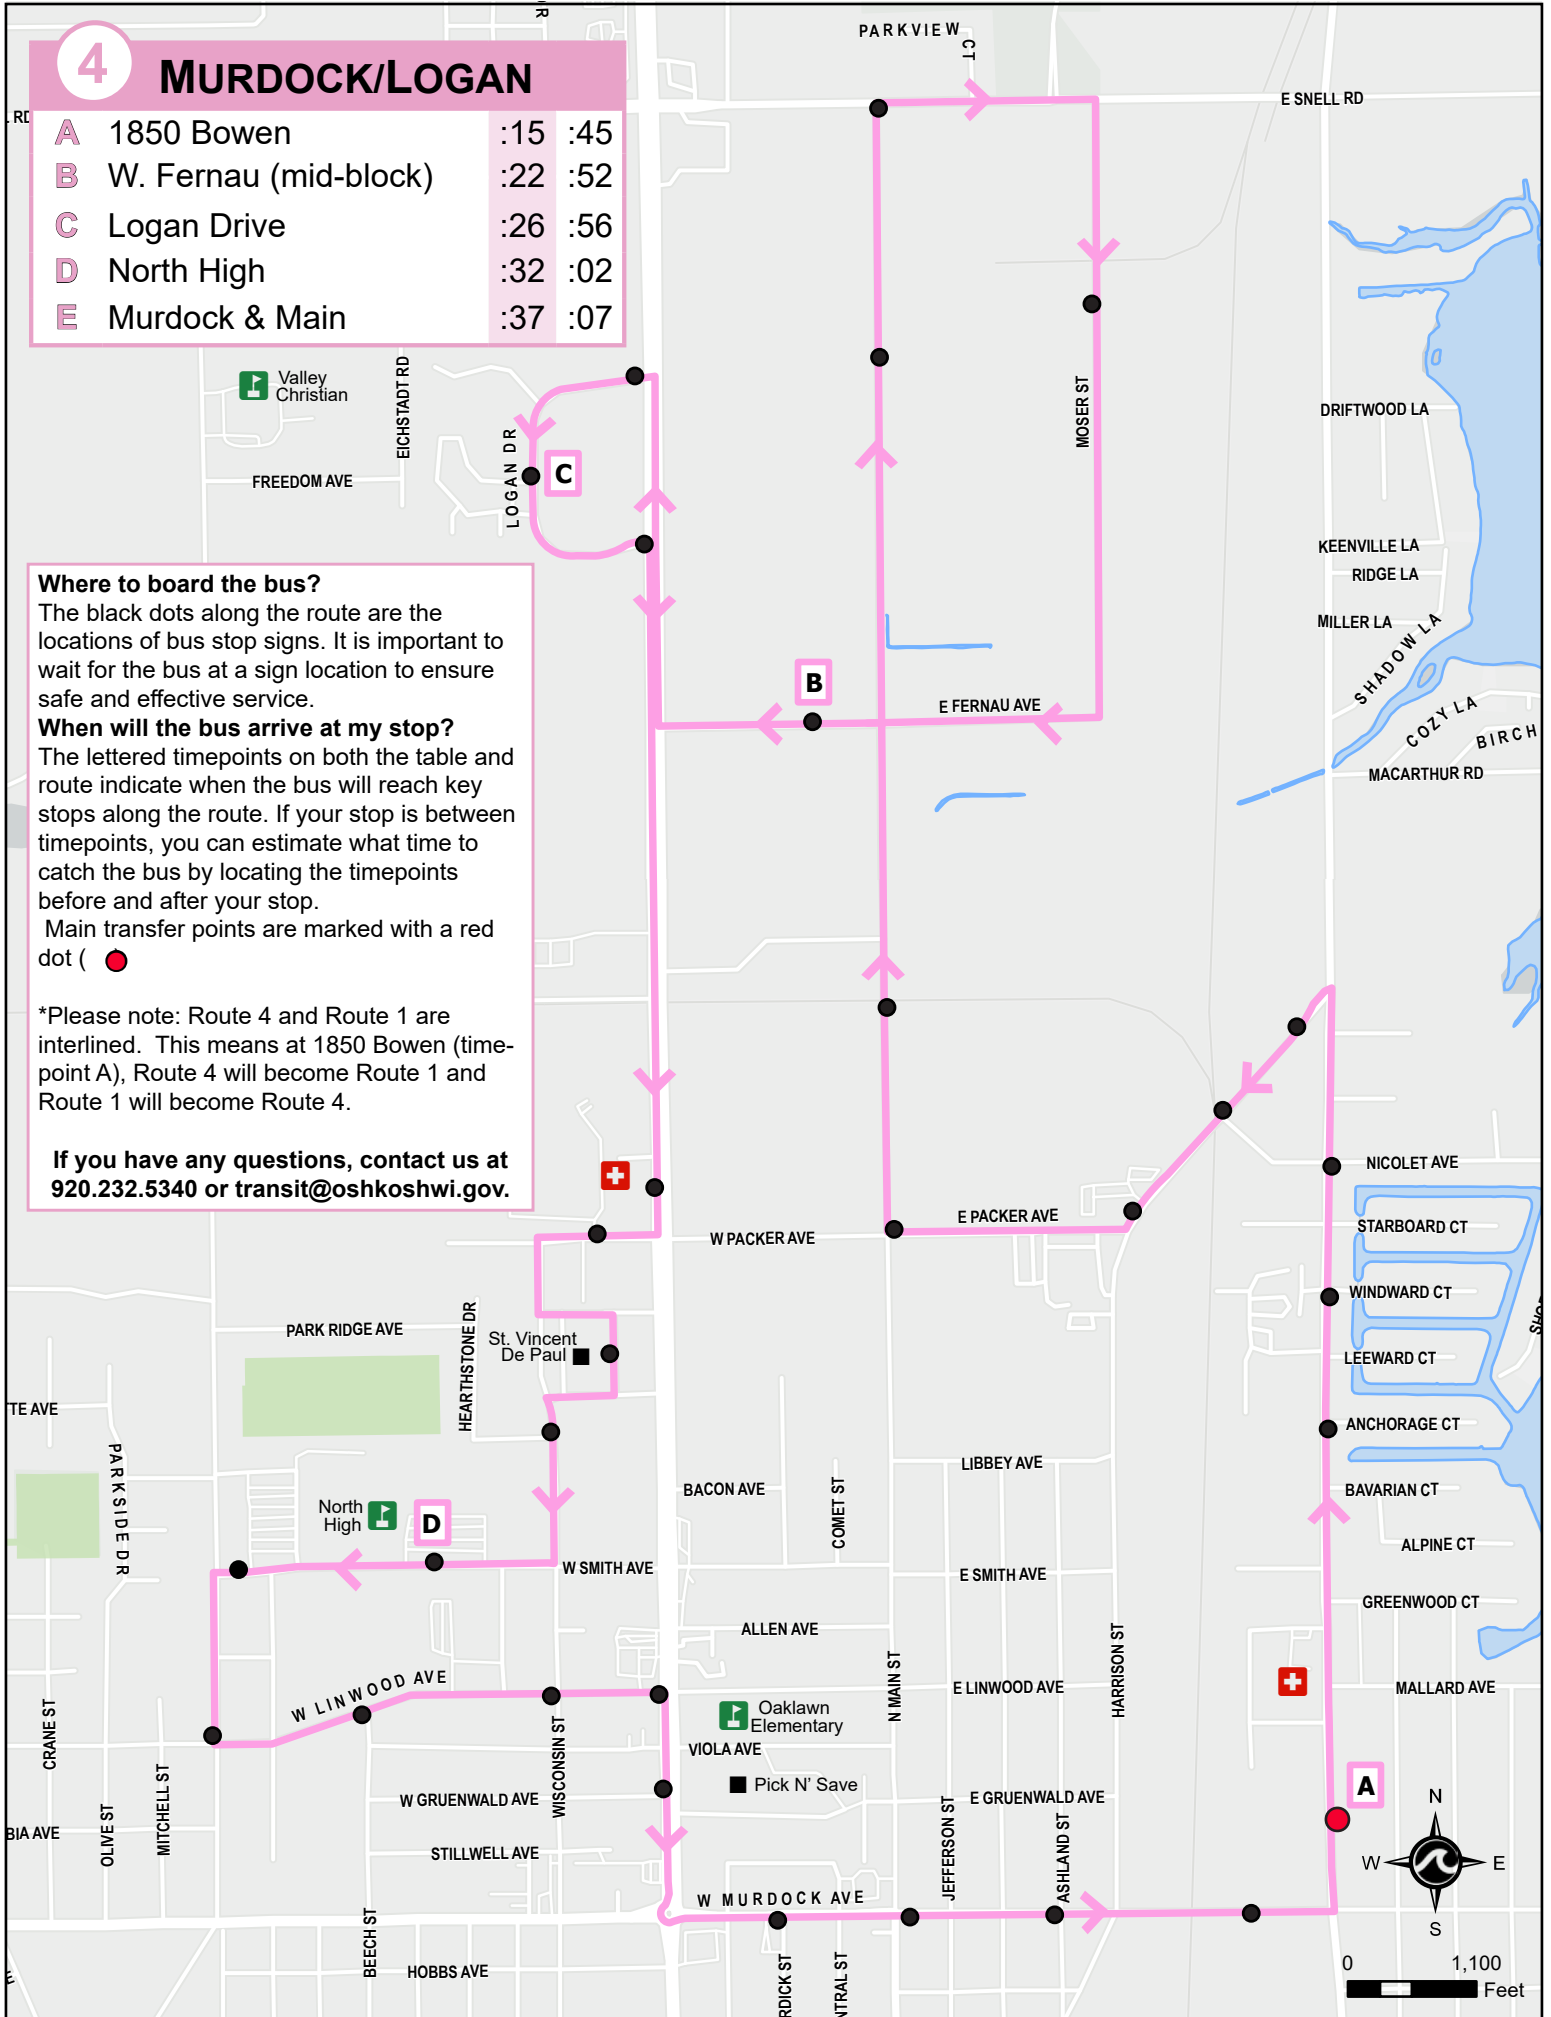 4
MURDOCK/LOGAN
A 1850 Bowen :15 :45
B W. Fernau (mid-block) :22 :52
C Logan Drive :26 :56
D North High :32 :02
E Murdock & Main :37 :07
PARKVIEW
CT
E SNELL RD
RD
Valley
Christian
EICHSTADT RD
FREEDOM AVE
LOGAN DR
C
MOSER ST
DRIFTWOOD LA
KEENVILLE LA
RIDGE LA
MILLER LA
SHADOW LA
COZY LA
BIRCH
MACARTHUR RD
B
E FERNAU AVE
Where to board the bus?
The black dots along the route are the
locations of bus stop signs. It is important to
wait for the bus at a sign location to ensure
safe and effective service.
When will the bus arrive at my stop?
The lettered timepoints on both the table and
route indicate when the bus will reach key
stops along the route. If your stop is between
timepoints, you can estimate what time to
catch the bus by locating the timepoints
before and after your stop.
Main transfer points are marked with a red
dot (
*Please note: Route 4 and Route 1 are
interlined. This means at 1850 Bowen (time-
point A), Route 4 will become Route 1 and
Route 1 will become Route 4.
If you have any questions, contact us at
920.232.5340 or transit@oshkoshwi.gov.
NICOLET AVE
STARBOARD CT
WINDWARD CT
LEEWARD CT
ANCHORAGE CT
BAVARIAN CT
ALPINE CT
GREENWOOD CT
MALLARD AVE
E PACKER AVE
W PACKER AVE
PARK RIDGE AVE
HEARTHSTONE DR
St. Vincent
De Paul
TE AVE
PARKSIDE DR
North
High
D
W SMITH AVE
BACON AVE
COMET ST
LIBBEY AVE
E SMITH AVE
ALLEN AVE
N MAIN ST
E LINWOOD AVE
HARRISON ST
W LINWOOD AVE
Oaklawn
Elementary
VIOLA AVE
Pick N' Save
CRANE ST
OLIVE ST
MITCHELL ST
WISCONSIN ST
W GRUENWALD AVE
E GRUENWALD AVE
STILLWELL AVE
JEFFERSON ST
ASHLAND ST
BIA AVE
W MURDOCK AVE
BEECH ST
HOBBS AVE
RDICK ST
NTRAL ST
A
N
W E
S
0 1,100
Feet